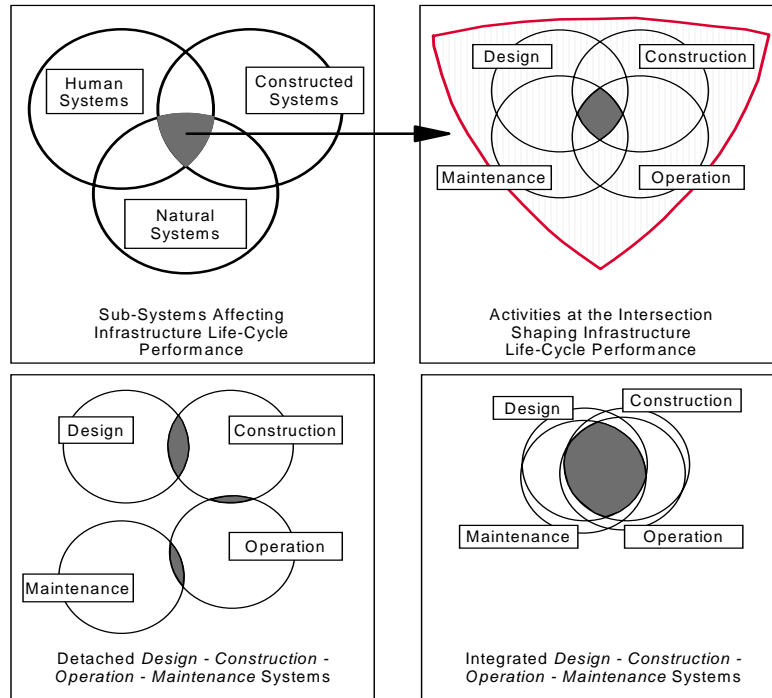 Human
Systems
Constructed
Systems
Natural
Systems
Sub-Systems Affecting
Infrastructure Life-Cycle
Performance
Design
Construction
Maintenance
Operation
Activities at the Intersection
Shaping Infrastructure
Life-Cycle Performance
Design
Construction
Operation
Maintenance
Detached Design - Construction -
Operation - Maintenance Systems
Design
Construction
Maintenance
Operation
Integrated Design - Construction -
Operation - Maintenance Systems